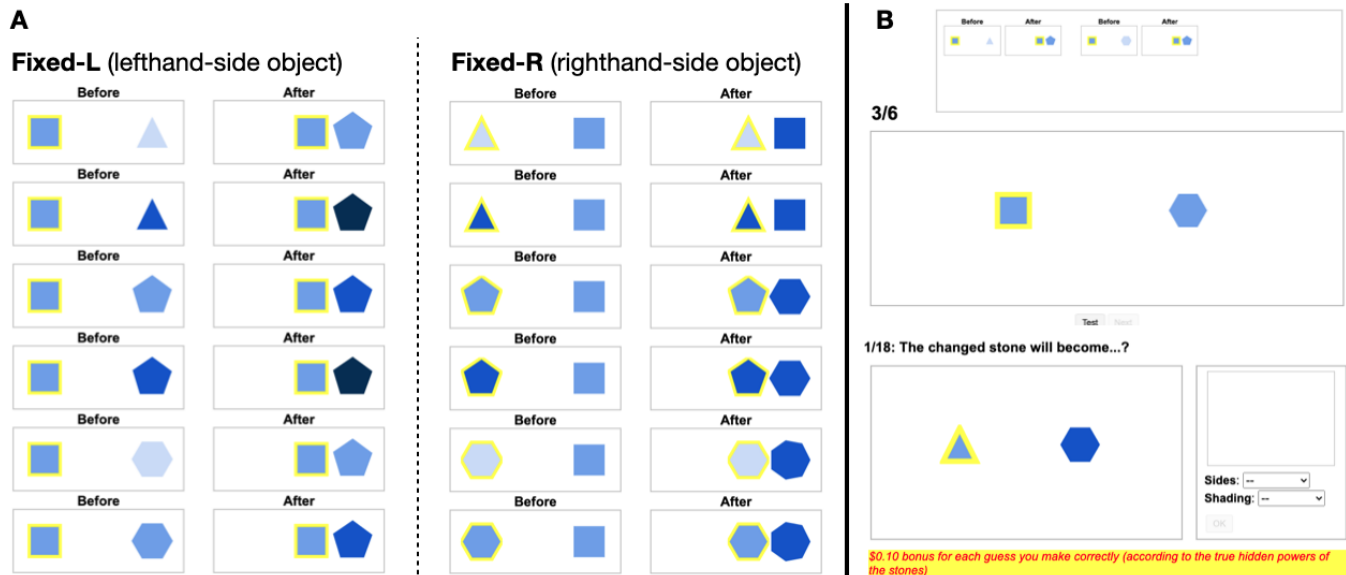 A
Fixed-L (lefthand-side object)
Before After
Before After
Before After
Before After
Before After
Before After
Fixed-R (righthand-side object)
Before After
Before After
Before After
Before After
Before After
Before After
B
Before After Before After
3/6
Test Next
1/18: The changed stone will become...?
Sides: --
Shading: --
OK
$0.10 bonus for each guess you make correctly (according to the true hidden powers of
the stones)